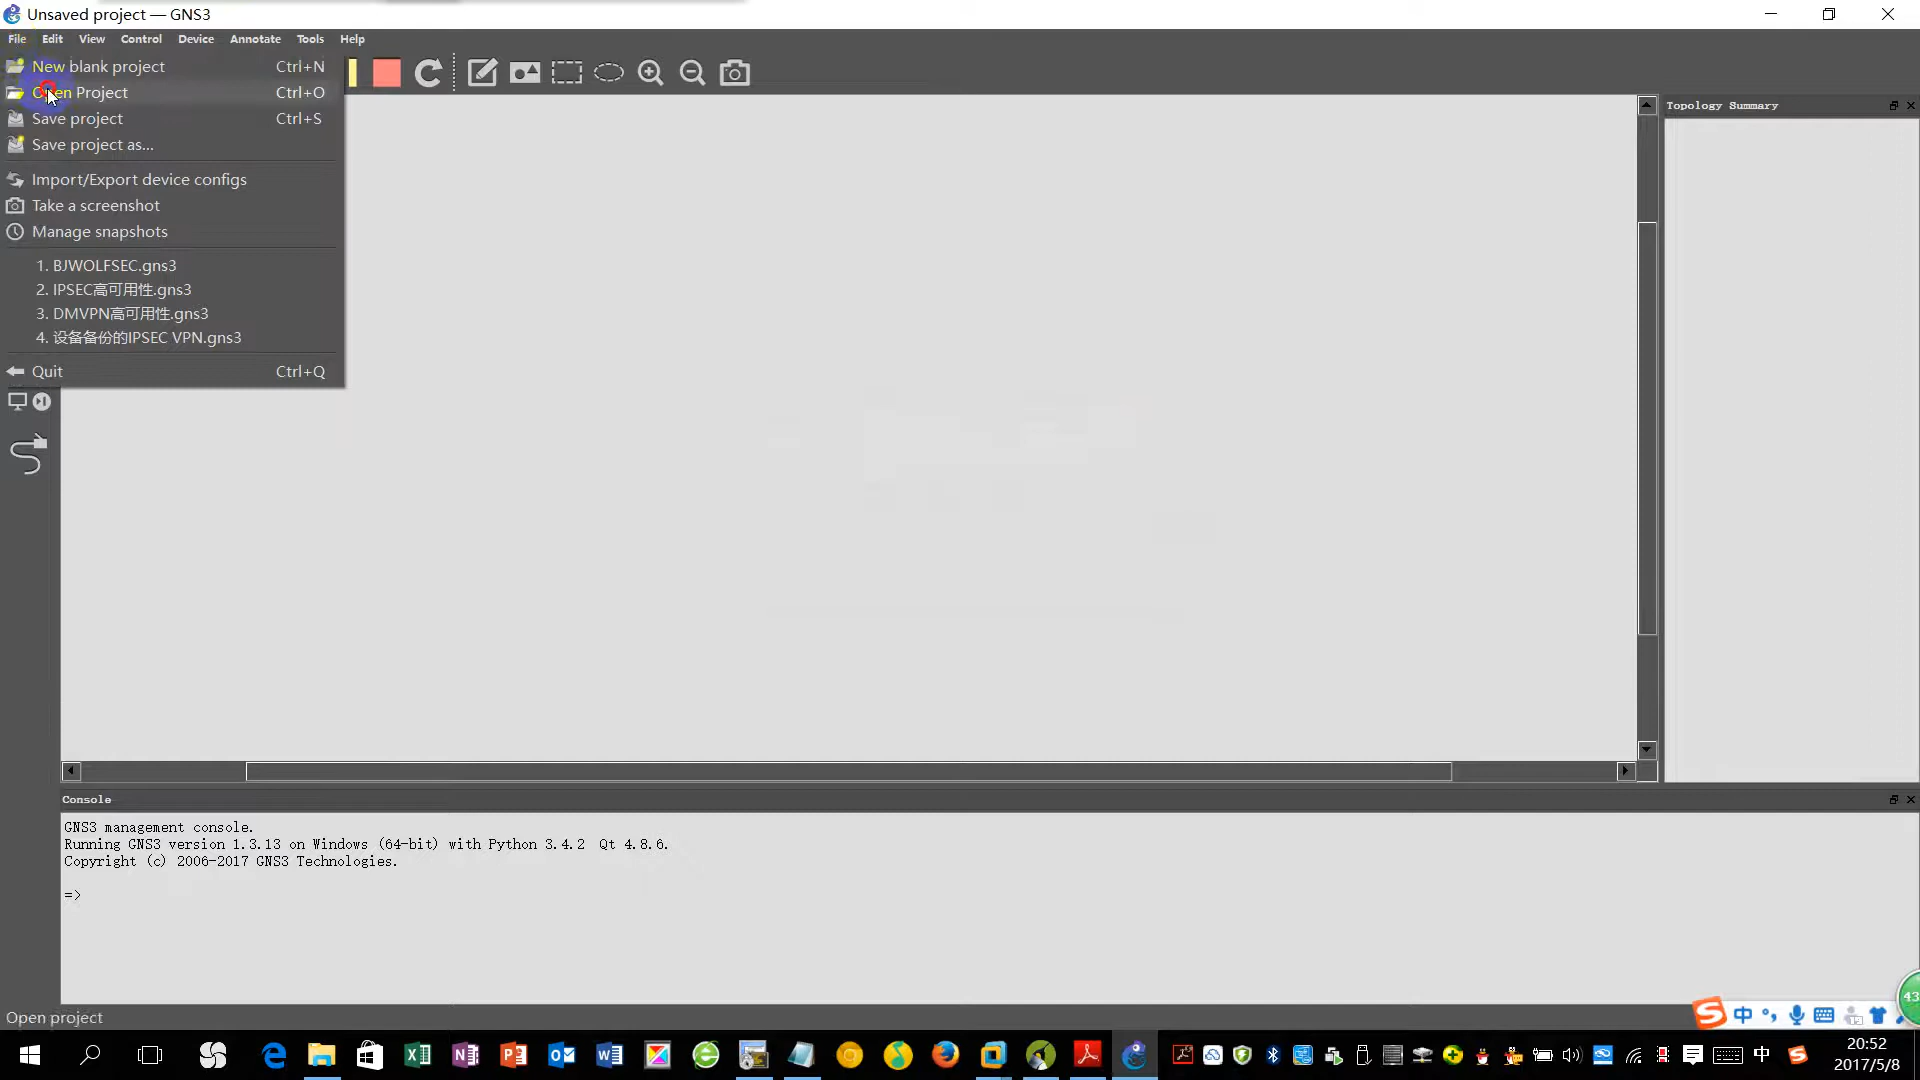 Unsaved project — GNS3
File Edit View Control Device Annotate Tools Help
New blank project Ctrl+N
Open Project Ctrl+O
Save project Ctrl+S
Save project as...
Import/Export device configs
Take a screenshot
Manage snapshots
1. BJWOLFSEC.gns3
2. IPSEC高可用性.gns3
3. DMVPN高可用性.gns3
4. 设备备份的IPSEC VPN.gns3
Quit Ctrl+Q
Topology Summary
Console
GNS3 management console.
Running GNS3 version 1.3.13 on Windows (64-bit) with Python 3.4.2 Qt 4.8.6.
Copyright (c) 2006-2017 GNS3 Technologies.
=>
43
Open project
中
中
20:52
2017/5/8